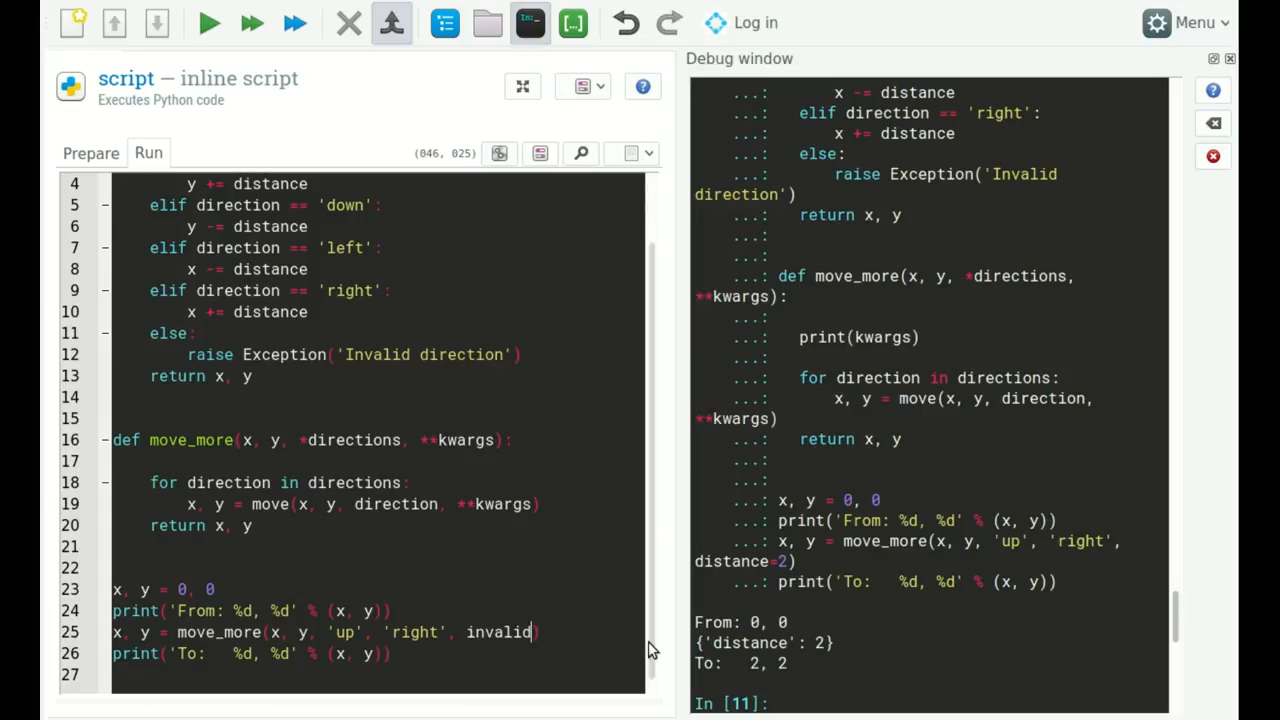 Log in
Menu
script — inline script
Executes Python code
Prepare
Run
(046, 025)
4 y += distance
5 elif direction == 'down':
6 y -= distance
7 elif direction == 'left':
8 x -= distance
9 elif direction == 'right':
10 x += distance
11 else:
12 raise Exception('Invalid direction')
13 return x, y
14
15
16 def move_more(x, y, *directions, **kwargs):
17
18 for direction in directions:
19 x, y = move(x, y, direction, **kwargs)
20 return x, y
21
22
23 x, y = 0, 0
24 print('From: %d, %d' % (x, y))
25 x, y = move_more(x, y, 'up', 'right', invalid)
26 print('To:   %d, %d' % (x, y))
27
Debug window
...: x -= distance
...: elif direction == 'right':
...: x += distance
...: else:
...: raise Exception('Invalid
direction')
...: return x, y
...:
...:
...: def move_more(x, y, *directions,
**kwargs):
...:
...: print(kwargs)
...:
...: for direction in directions:
...: x, y = move(x, y, direction,
**kwargs)
...: return x, y
...:
...:
...: x, y = 0, 0
...: print('From: %d, %d' % (x, y))
...: x, y = move_more(x, y, 'up', 'right',
distance=2)
...: print('To:   %d, %d' % (x, y))
From: 0, 0
{'distance': 2}
To:   2, 2
In [11]: